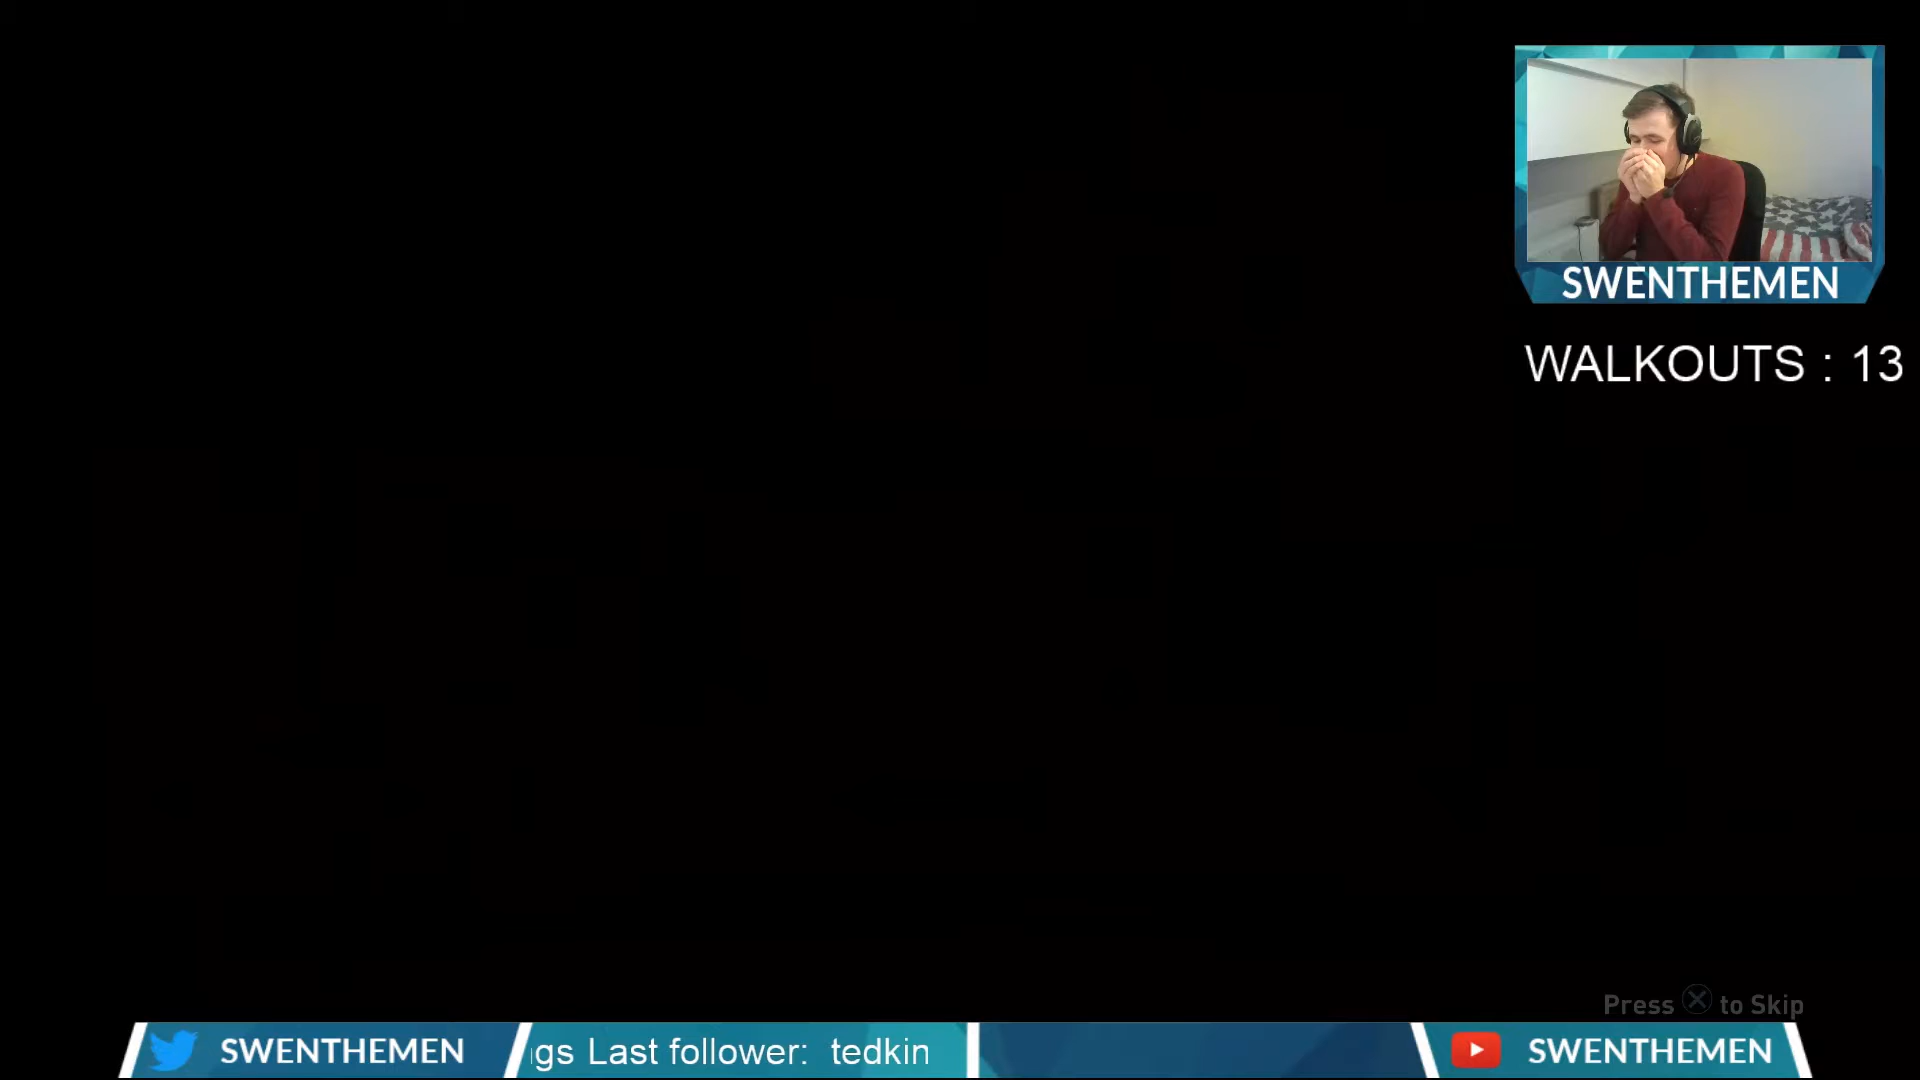 SWENTHEMEN
WALKOUTS : 13
Press to Skip
SWENTHEMEN
gs Last follower: tedkin
SWENTHEMEN